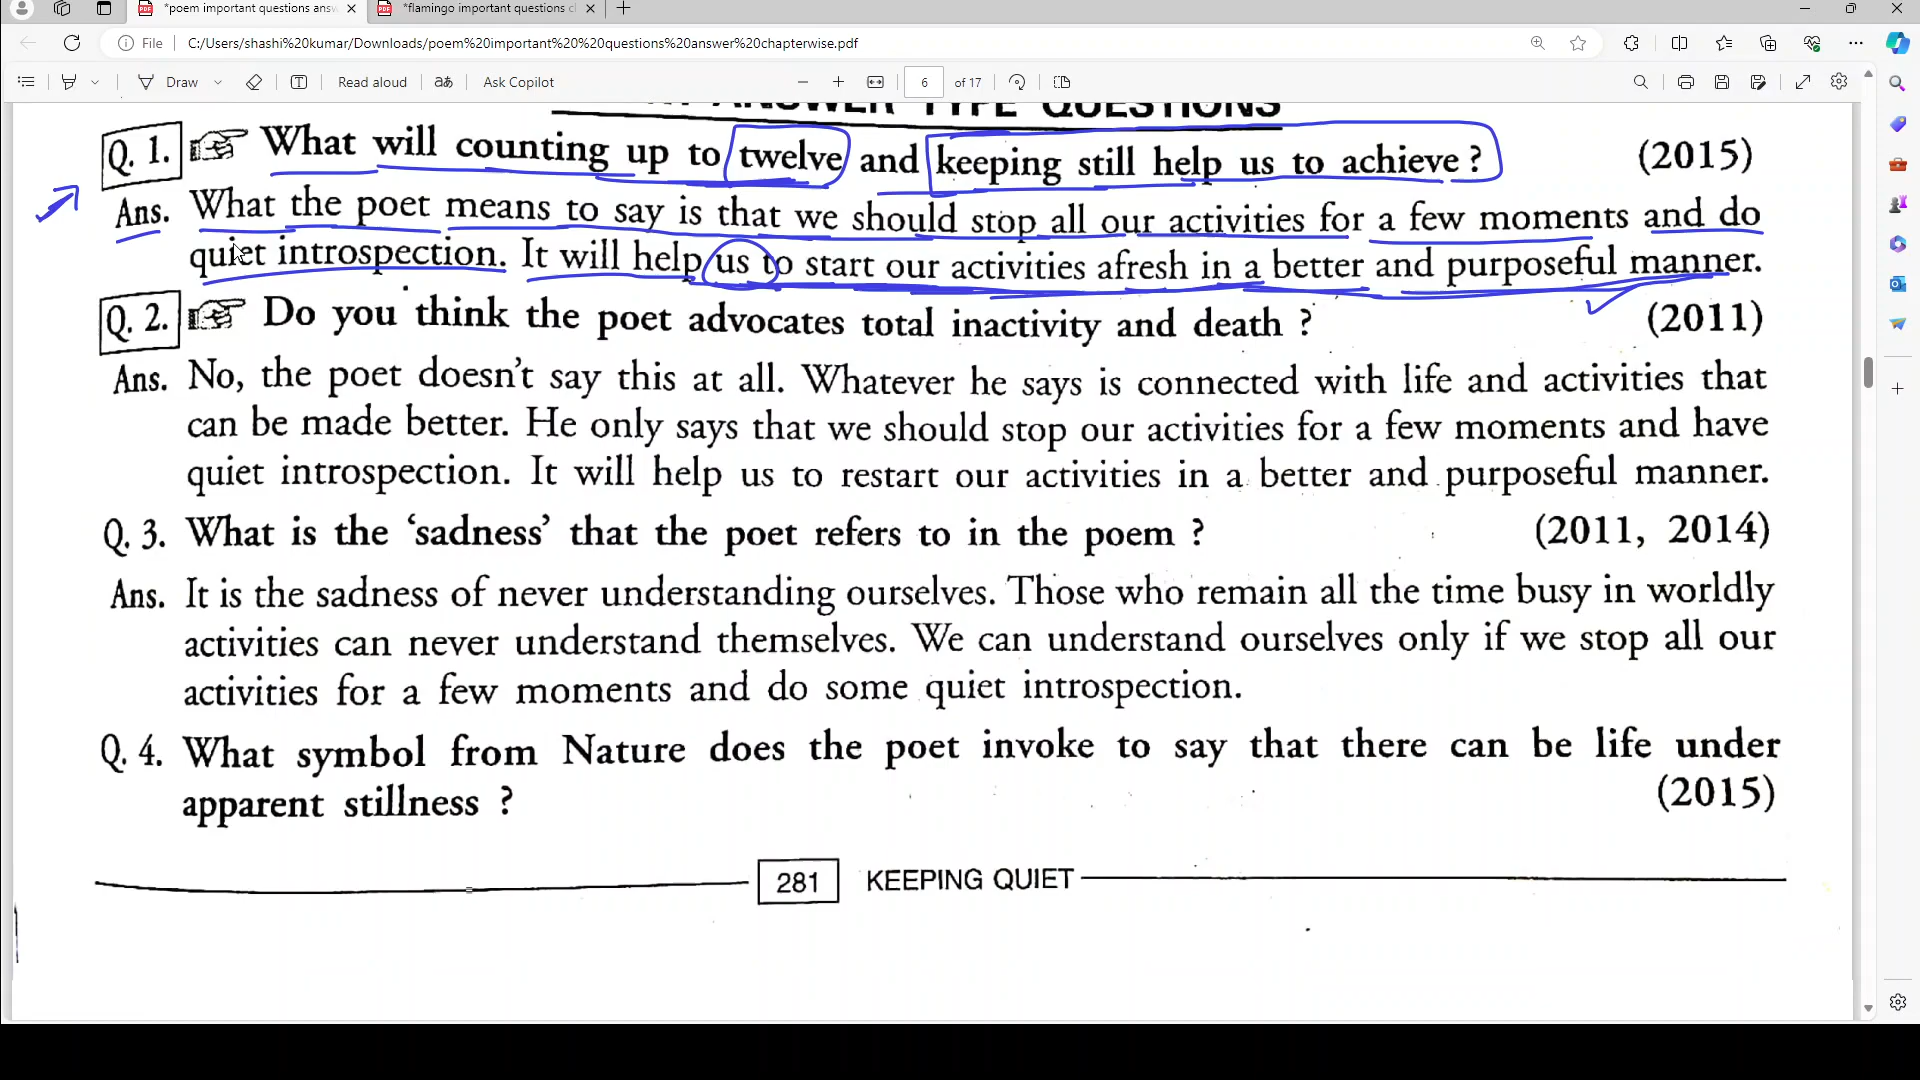 *poem important questions answ
*flamingo important questions c
File
C:/Users/shashi%20kumar/Downloads/poem%20important%20%20questions%20answer%20chapterwise.pdf
Draw
Read aloud
Ask Copilot
6
of 17
ANSWER TYPE QUESTIONS
Q. 1. What will counting up to twelve and keeping still help us to achieve ? (2015)
Ans. What the poet means to say is that we should stop all our activities for a few moments and do
quiet introspection. It will help us to start our activities afresh in a better and purposeful manner.
Q. 2. Do you think the poet advocates total inactivity and death ? (2011)
Ans. No, the poet doesn't say this at all. Whatever he says is connected with life and activities that
can be made better. He only says that we should stop our activities for a few moments and have
quiet introspection. It will help us to restart our activities in a better and purposeful manner.
Q. 3. What is the 'sadness' that the poet refers to in the poem ? (2011, 2014)
Ans. It is the sadness of never understanding ourselves. Those who remain all the time busy in worldly
activities can never understand themselves. We can understand ourselves only if we stop all our
activities for a few moments and do some quiet introspection.
Q. 4. What symbol from Nature does the poet invoke to say that there can be life under
apparent stillness ? (2015)
281 KEEPING QUIET